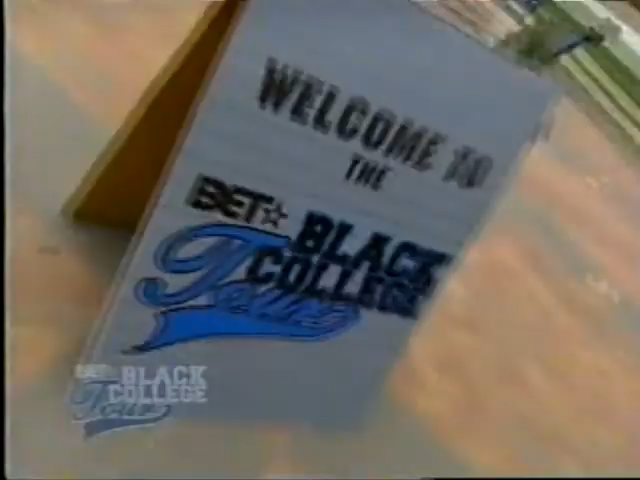 WELCOME TO
THE
BET☆ BLACK
COLLEGE
Tour
BET☆ BLACK
COLLEGE
Tour